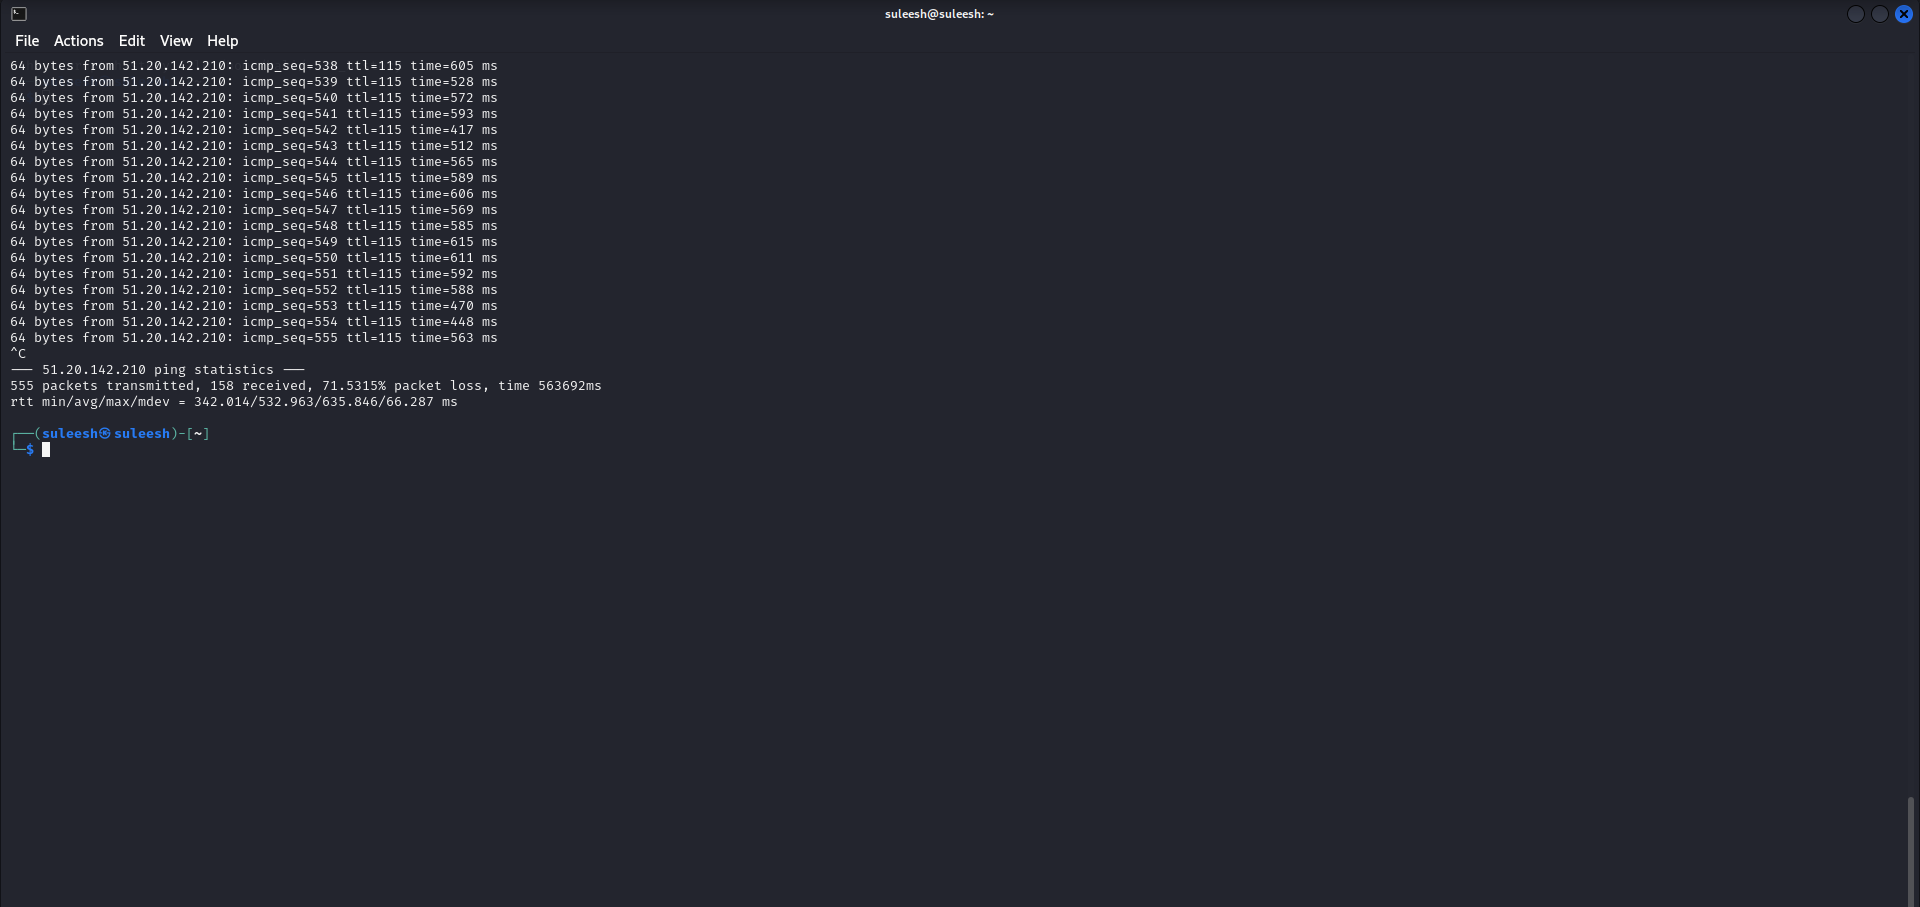 suleesh@suleesh: ~
File Actions Edit View Help
64 bytes from 51.20.142.210: icmp_seq=538 ttl=115 time=605 ms
64 bytes from 51.20.142.210: icmp_seq=539 ttl=115 time=528 ms
64 bytes from 51.20.142.210: icmp_seq=540 ttl=115 time=572 ms
64 bytes from 51.20.142.210: icmp_seq=541 ttl=115 time=593 ms
64 bytes from 51.20.142.210: icmp_seq=542 ttl=115 time=417 ms
64 bytes from 51.20.142.210: icmp_seq=543 ttl=115 time=512 ms
64 bytes from 51.20.142.210: icmp_seq=544 ttl=115 time=565 ms
64 bytes from 51.20.142.210: icmp_seq=545 ttl=115 time=589 ms
64 bytes from 51.20.142.210: icmp_seq=546 ttl=115 time=606 ms
64 bytes from 51.20.142.210: icmp_seq=547 ttl=115 time=569 ms
64 bytes from 51.20.142.210: icmp_seq=548 ttl=115 time=585 ms
64 bytes from 51.20.142.210: icmp_seq=549 ttl=115 time=615 ms
64 bytes from 51.20.142.210: icmp_seq=550 ttl=115 time=611 ms
64 bytes from 51.20.142.210: icmp_seq=551 ttl=115 time=592 ms
64 bytes from 51.20.142.210: icmp_seq=552 ttl=115 time=588 ms
64 bytes from 51.20.142.210: icmp_seq=553 ttl=115 time=470 ms
64 bytes from 51.20.142.210: icmp_seq=554 ttl=115 time=448 ms
64 bytes from 51.20.142.210: icmp_seq=555 ttl=115 time=563 ms
^C
--- 51.20.142.210 ping statistics ---
555 packets transmitted, 158 received, 71.5315% packet loss, time 563692ms
rtt min/avg/max/mdev = 342.014/532.963/635.846/66.287 ms
┌──(suleesh㉿suleesh)-[~]
└─$